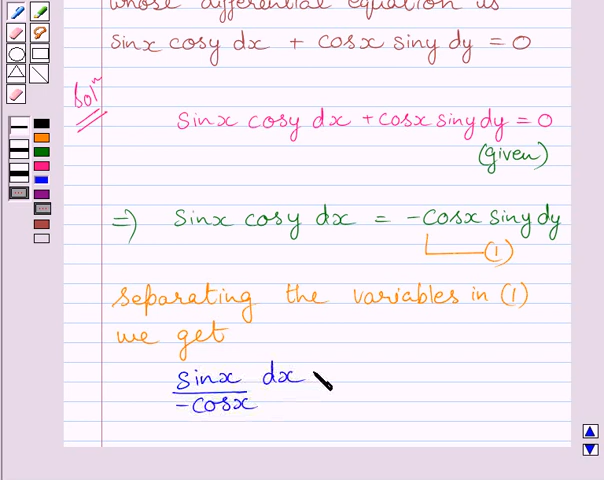 whose differential equation is
sinx cosy dx + cosx siny dy = 0
Solⁿ
sinx cosy dx + cosx siny dy = 0
(given)
⇒ sinx cosy dx = -cosx siny dy
(1)
separating the variables in (1)
we get
sinx/-cosx dx